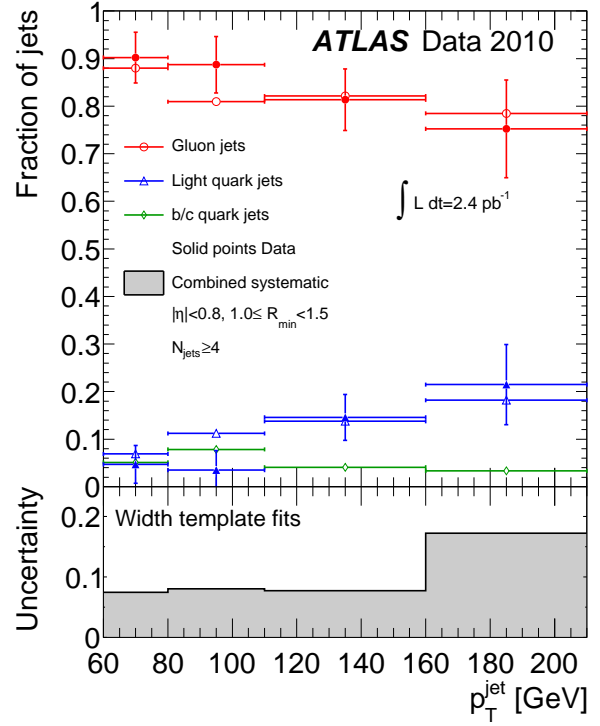 ATLAS Data 2010
Fraction of jets
1
0.9
0.8
0.7
0.6
0.5
0.4
0.3
0.2
0.1
0
Gluon jets
Light quark jets
b/c quark jets
Solid points Data
Combined systematic
|η|<0.8, 1.0≤ R_min<1.5
N_jets≥4
∫ L dt=2.4 pb⁻¹
Width template fits
Uncertainty
0.2
0.1
0
60 80 100 120 140 160 180 200
p_T^jet [GeV]